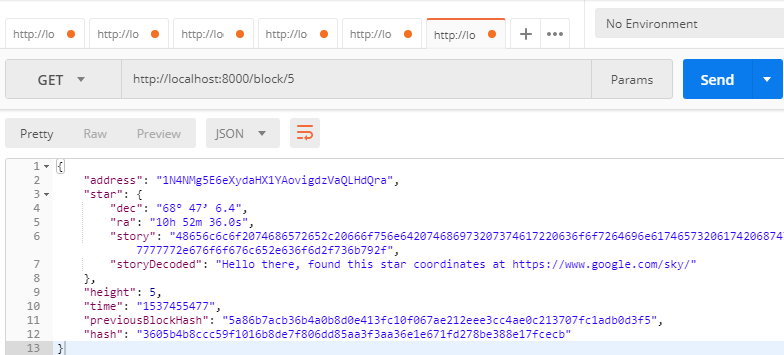 http://lo http://lo http://lo http://lo http://lo http://lo + ••• No Environment
GET http://localhost:8000/block/5 Params Send
Pretty Raw Preview JSON
1 {
2 "address": "1N4NMg5E6eXydaHX1YAovigdzVaQLHdQra",
3 "star": {
4 "dec": "68° 47’ 6.4",
5 "ra": "10h 52m 36.0s",
6 "story": "48656c6c6f2074686572652c20666f756e642074686973207374617220636f6f7264696e61746573206174206874
7777772e676f6f676c652e636f6d2f736b792f",
7 "storyDecoded": "Hello there, found this star coordinates at https://www.google.com/sky/"
8 },
9 "height": 5,
10 "time": "1537455477",
11 "previousBlockHash": "5a86b7acb36b4a0b8d0e413fc10f067ae212eee3cc4ae0c213707fc1adb0d3f5",
12 "hash": "3605b4b8ccc59f1016b8de7f806dd85aa3f3aa36e1e671fd278be388e17fcecb"
13 }